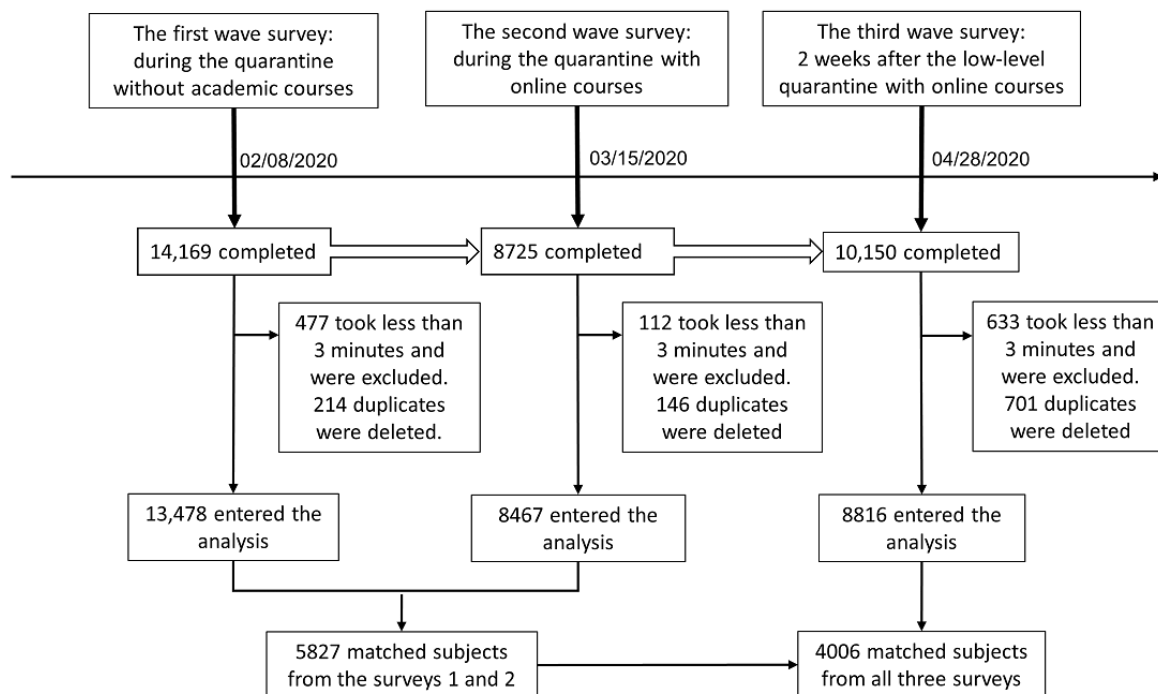 The first wave survey:
during the quarantine
without academic courses
The second wave survey:
during the quarantine with
online courses
The third wave survey:
2 weeks after the low-level
quarantine with online courses
02/08/2020
03/15/2020
04/28/2020
14,169 completed
8725 completed
10,150 completed
477 took less than
3 minutes and
were excluded.
214 duplicates
were deleted.
112 took less than
3 minutes and
were excluded.
146 duplicates
were deleted
633 took less than
3 minutes and
were excluded.
701 duplicates
were deleted
13,478 entered the
analysis
8467 entered the
analysis
8816 entered the
analysis
5827 matched subjects
from the surveys 1 and 2
4006 matched subjects
from all three surveys